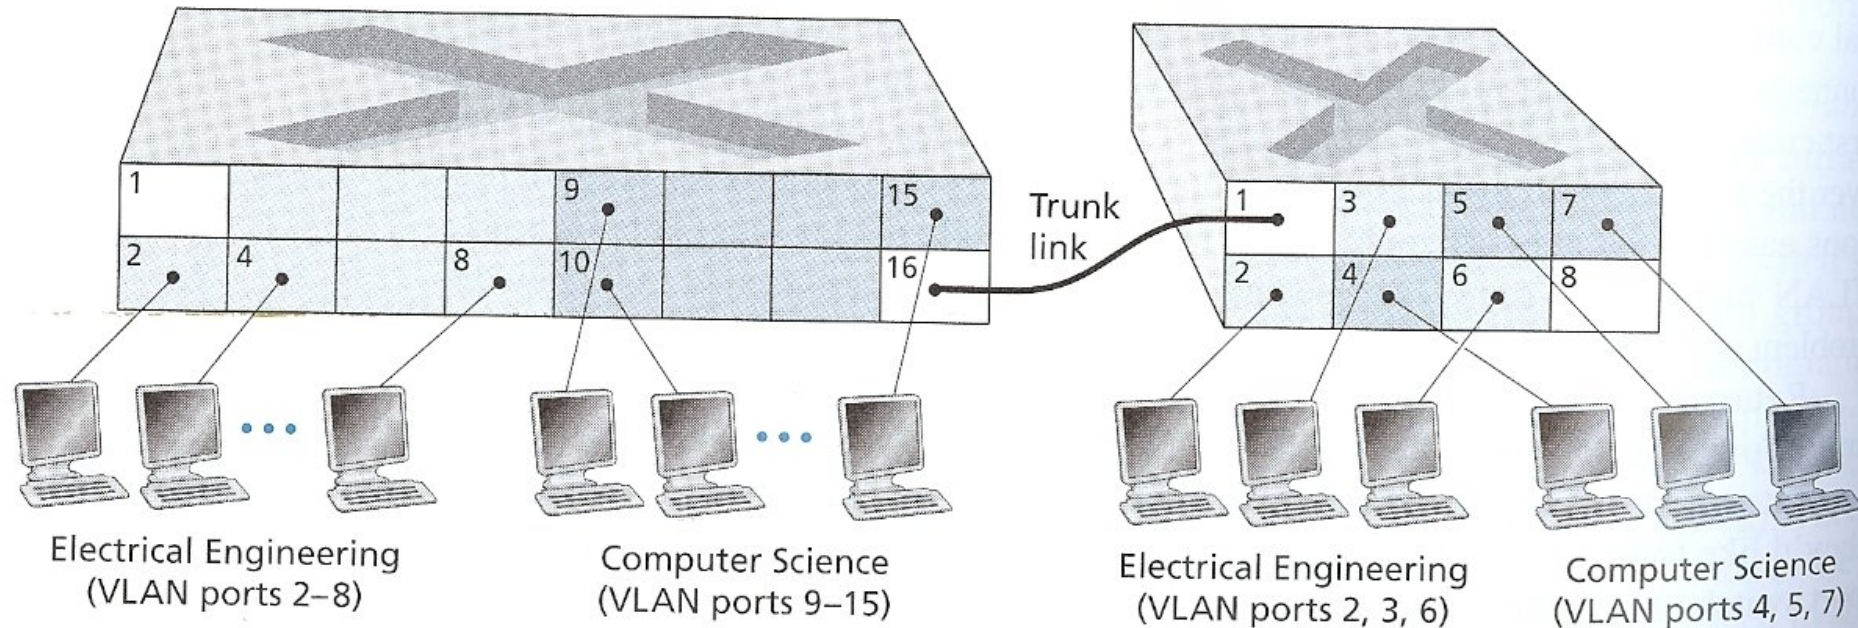 1
9
15
2
4
8
10
16
Trunk
link
1
3
5
7
2
4
6
8
Electrical Engineering
(VLAN ports 2–8)
Computer Science
(VLAN ports 9–15)
Electrical Engineering
(VLAN ports 2, 3, 6)
Computer Science
(VLAN ports 4, 5, 7)